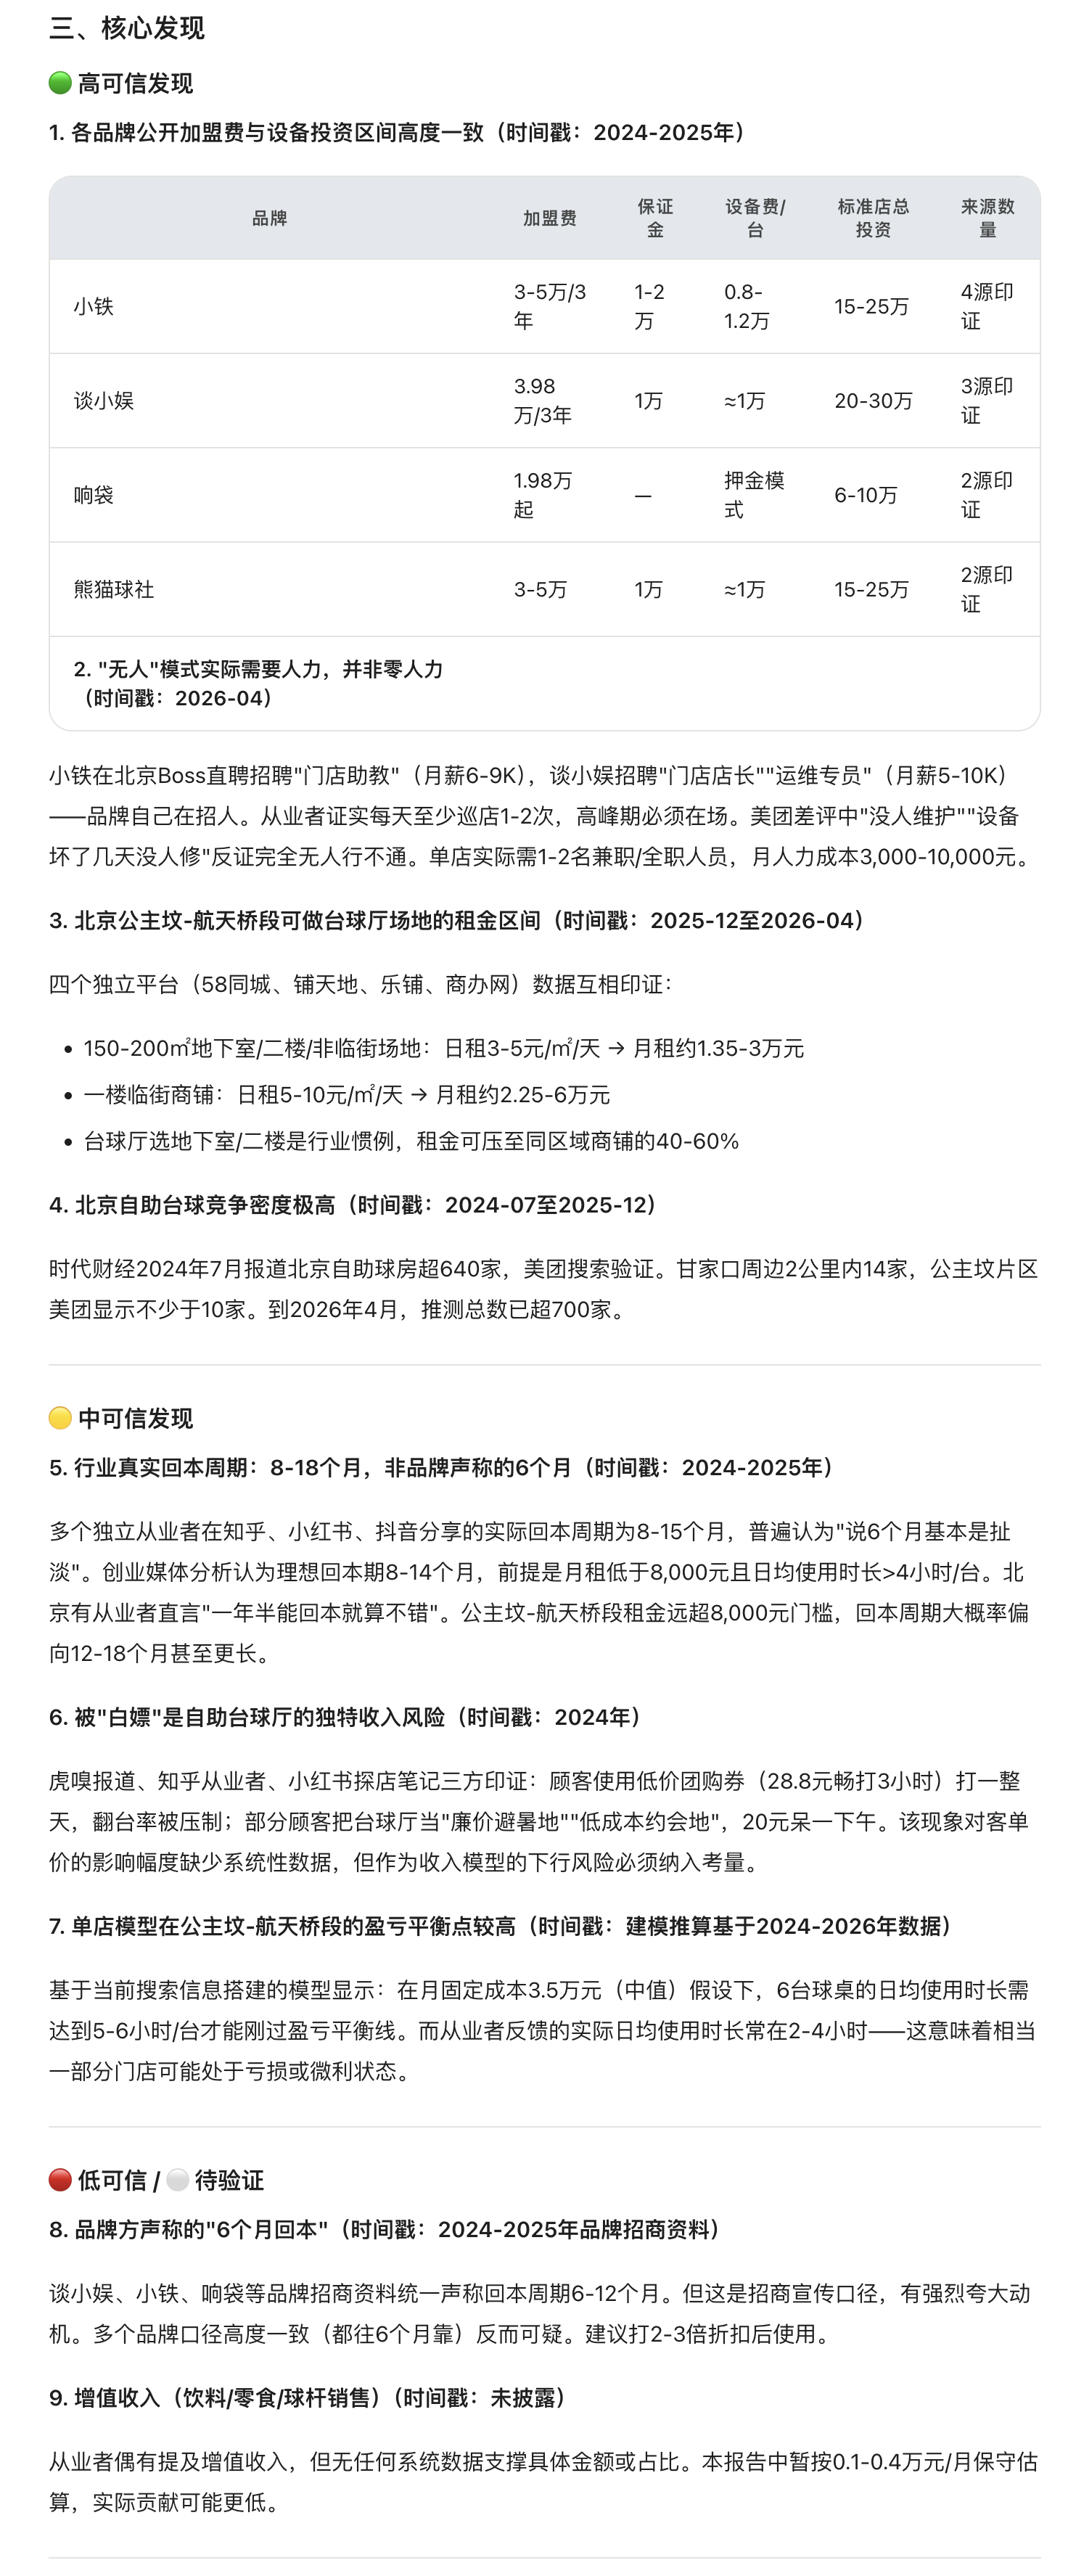 三、核心发现
高可信发现
1. 各品牌公开加盟费与设备投资区间高度一致（时间戳：2024-2025年）
品牌 加盟费 保证金 设备费/台 标准店总投资 来源数量
小铁 3-5万/3年 1-2万 0.8-1.2万 15-25万 4源印证
谈小娱 3.98万/3年 1万 ≈1万 20-30万 3源印证
响袋 1.98万起 — 押金模式 6-10万 2源印证
熊猫球社 3-5万 1万 ≈1万 15-25万 2源印证
2. "无人"模式实际需要人力，并非零人力
（时间戳：2026-04）
小铁在北京Boss直聘招聘"门店助教"（月薪6-9K），谈小娱招聘"门店店长""运维专员"（月薪5-10K）
——品牌自己在招人。从业者证实每天至少巡店1-2次，高峰期必须在场。美团差评中"没人维护""设备
坏了几天没人修"反证完全无人行不通。单店实际需1-2名兼职/全职人员，月人力成本3,000-10,000元。
3. 北京公主坟-航天桥段可做台球厅场地的租金区间（时间戳：2025-12至2026-04）
四个独立平台（58同城、铺天地、乐铺、商办网）数据互相印证：
• 150-200㎡地下室/二楼/非临街场地：日租3-5元/㎡/天 → 月租约1.35-3万元
• 一楼临街商铺：日租5-10元/㎡/天 → 月租约2.25-6万元
• 台球厅选地下室/二楼是行业惯例，租金可压至同区域商铺的40-60%
4. 北京自助台球竞争密度极高（时间戳：2024-07至2025-12）
时代财经2024年7月报道北京自助球房超640家，美团搜索验证。甘家口周边2公里内14家，公主坟片区
美团显示不少于10家。到2026年4月，推测总数已超700家。
中可信发现
5. 行业真实回本周期：8-18个月，非品牌声称的6个月（时间戳：2024-2025年）
多个独立从业者在知乎、小红书、抖音分享的实际回本周期为8-15个月，普遍认为"说6个月基本是扯
淡"。创业媒体分析认为理想回本期8-14个月，前提是月租低于8,000元且日均使用时长>4小时/台。北
京有从业者直言"一年半能回本就算不错"。公主坟-航天桥段租金远超8,000元门槛，回本周期大概率偏
向12-18个月甚至更长。
6. 被"白嫖"是自助台球厅的独特收入风险（时间戳：2024年）
虎嗅报道、知乎从业者、小红书探店笔记三方印证：顾客使用低价团购券（28.8元畅打3小时）打一整
天，翻台率被压制；部分顾客把台球厅当"廉价避暑地""低成本约会地"，20元呆一下午。该现象对客单
价的影响幅度缺少系统性数据，但作为收入模型的下行风险必须纳入考量。
7. 单店模型在公主坟-航天桥段的盈亏平衡点较高（时间戳：建模推算基于2024-2026年数据）
基于当前搜索信息搭建的模型显示：在月固定成本3.5万元（中值）假设下，6台球桌的日均使用时长需
达到5-6小时/台才能刚过盈亏平衡线。而从业者反馈的实际日均使用时长常在2-4小时——这意味着相当
一部分门店可能处于亏损或微利状态。
低可信 / 待验证
8. 品牌方声称的"6个月回本"（时间戳：2024-2025年品牌招商资料）
谈小娱、小铁、响袋等品牌招商资料统一声称回本周期6-12个月。但这是招商宣传口径，有强烈夸大动
机。多个品牌口径高度一致（都往6个月靠）反而可疑。建议打2-3倍折扣后使用。
9. 增值收入（饮料/零食/球杆销售）（时间戳：未披露）
从业者偶有提及增值收入，但无任何系统数据支撑具体金额或占比。本报告中暂按0.1-0.4万元/月保守估
算，实际贡献可能更低。